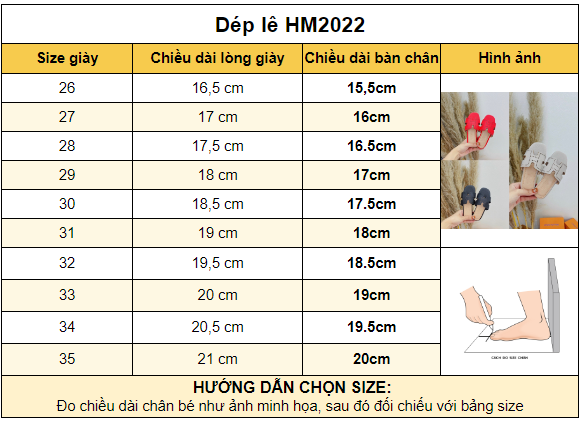 Dép lê HM2022
Size giày Chiều dài lòng giày Chiều dài bàn chân Hình ảnh
26 16,5 cm 15,5cm
27 17 cm 16cm
28 17,5 cm 16.5cm
29 18 cm 17cm
30 18,5 cm 17.5cm
31 19 cm 18cm
32 19,5 cm 18.5cm
33 20 cm 19cm
34 20,5 cm 19.5cm
35 21 cm 20cm
CÁCH ĐO SIZE CHÂN
HƯỚNG DẪN CHỌN SIZE:
Đo chiều dài chân bé như ảnh minh họa, sau đó đối chiếu với bảng size